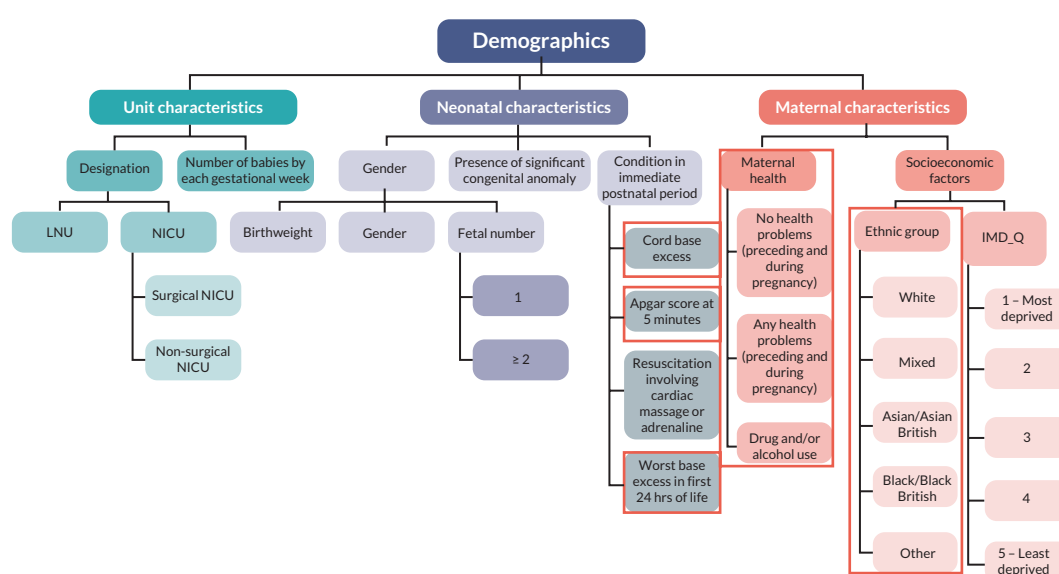 Demographics
Unit characteristics
Neonatal characteristics
Maternal characteristics
Designation
Number of babies by
each gestational week
Gender
Presence of significant
congenital anomaly
Condition in
immediate
postnatal period
Maternal
health
Socioeconomic
factors
LNU
NICU
Birthweight
Gender
Fetal number
Cord base
excess
No health
problems
(preceding and
during
pregnancy)
Ethnic group
IMD_Q
Surgical NICU
1
Apgar score at
5 minutes
White
1 – Most
deprived
Non-surgical
NICU
≥ 2
Resuscitation
involving
cardiac
massage or
adrenaline
Any health
problems
(preceding and
during
pregnancy)
Mixed
2
Asian/Asian
British
3
Drug and/or
alcohol use
Worst base
excess in first
24 hrs of life
Black/Black
British
4
Other
5 – Least
deprived